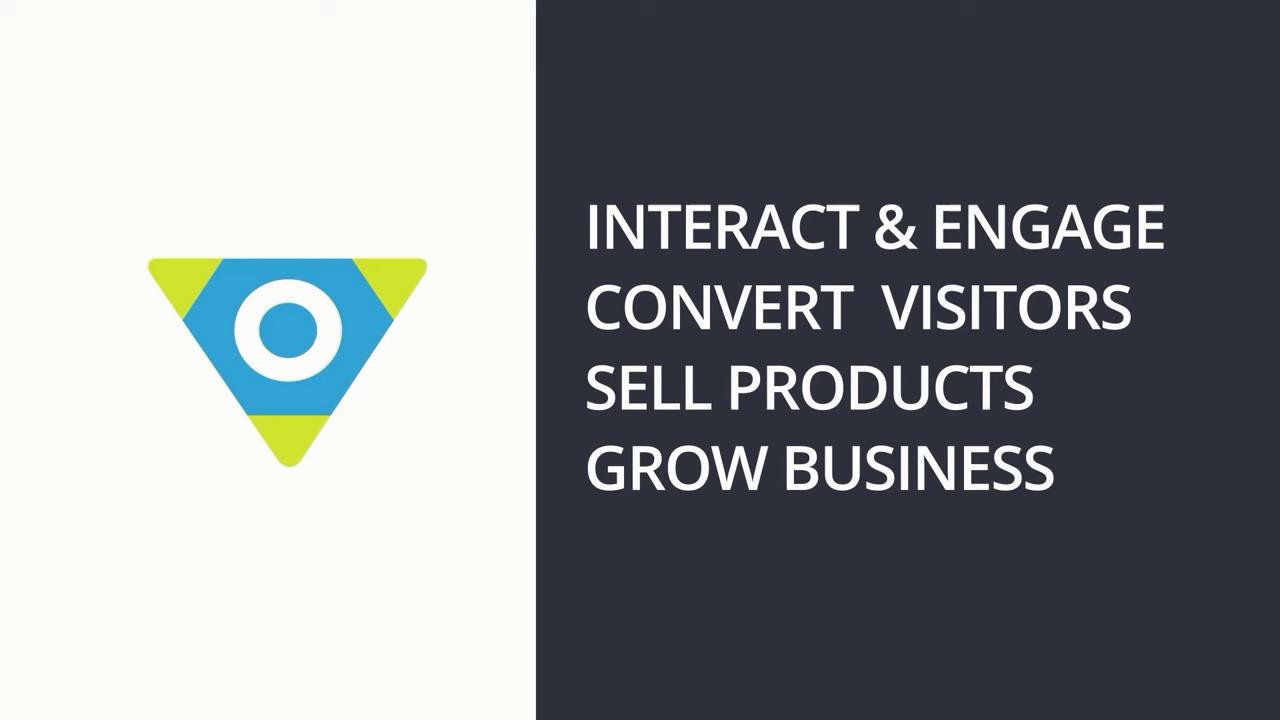 INTERACT & ENGAGE
CONVERT  VISITORS
SELL PRODUCTS
GROW BUSINESS